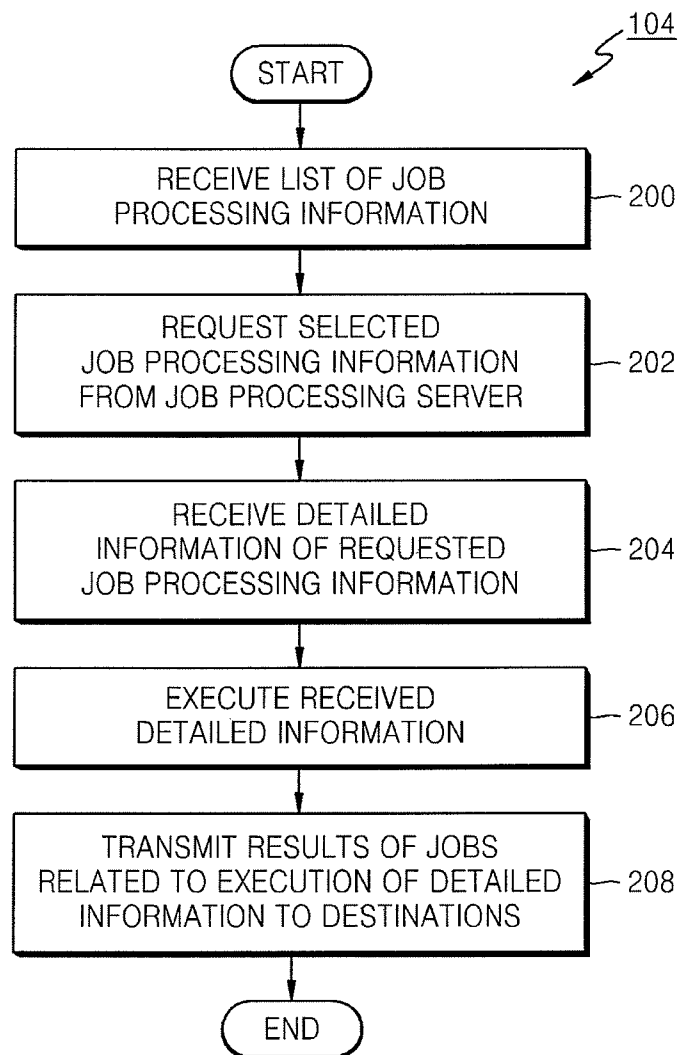 104
START
RECEIVE LIST OF JOB
PROCESSING INFORMATION
200
REQUEST SELECTED
JOB PROCESSING INFORMATION
FROM JOB PROCESSING SERVER
202
RECEIVE DETAILED
INFORMATION OF REQUESTED
JOB PROCESSING INFORMATION
204
EXECUTE RECEIVED
DETAILED INFORMATION
206
TRANSMIT RESULTS OF JOBS
RELATED TO EXECUTION OF DETAILED
INFORMATION TO DESTINATIONS
208
END